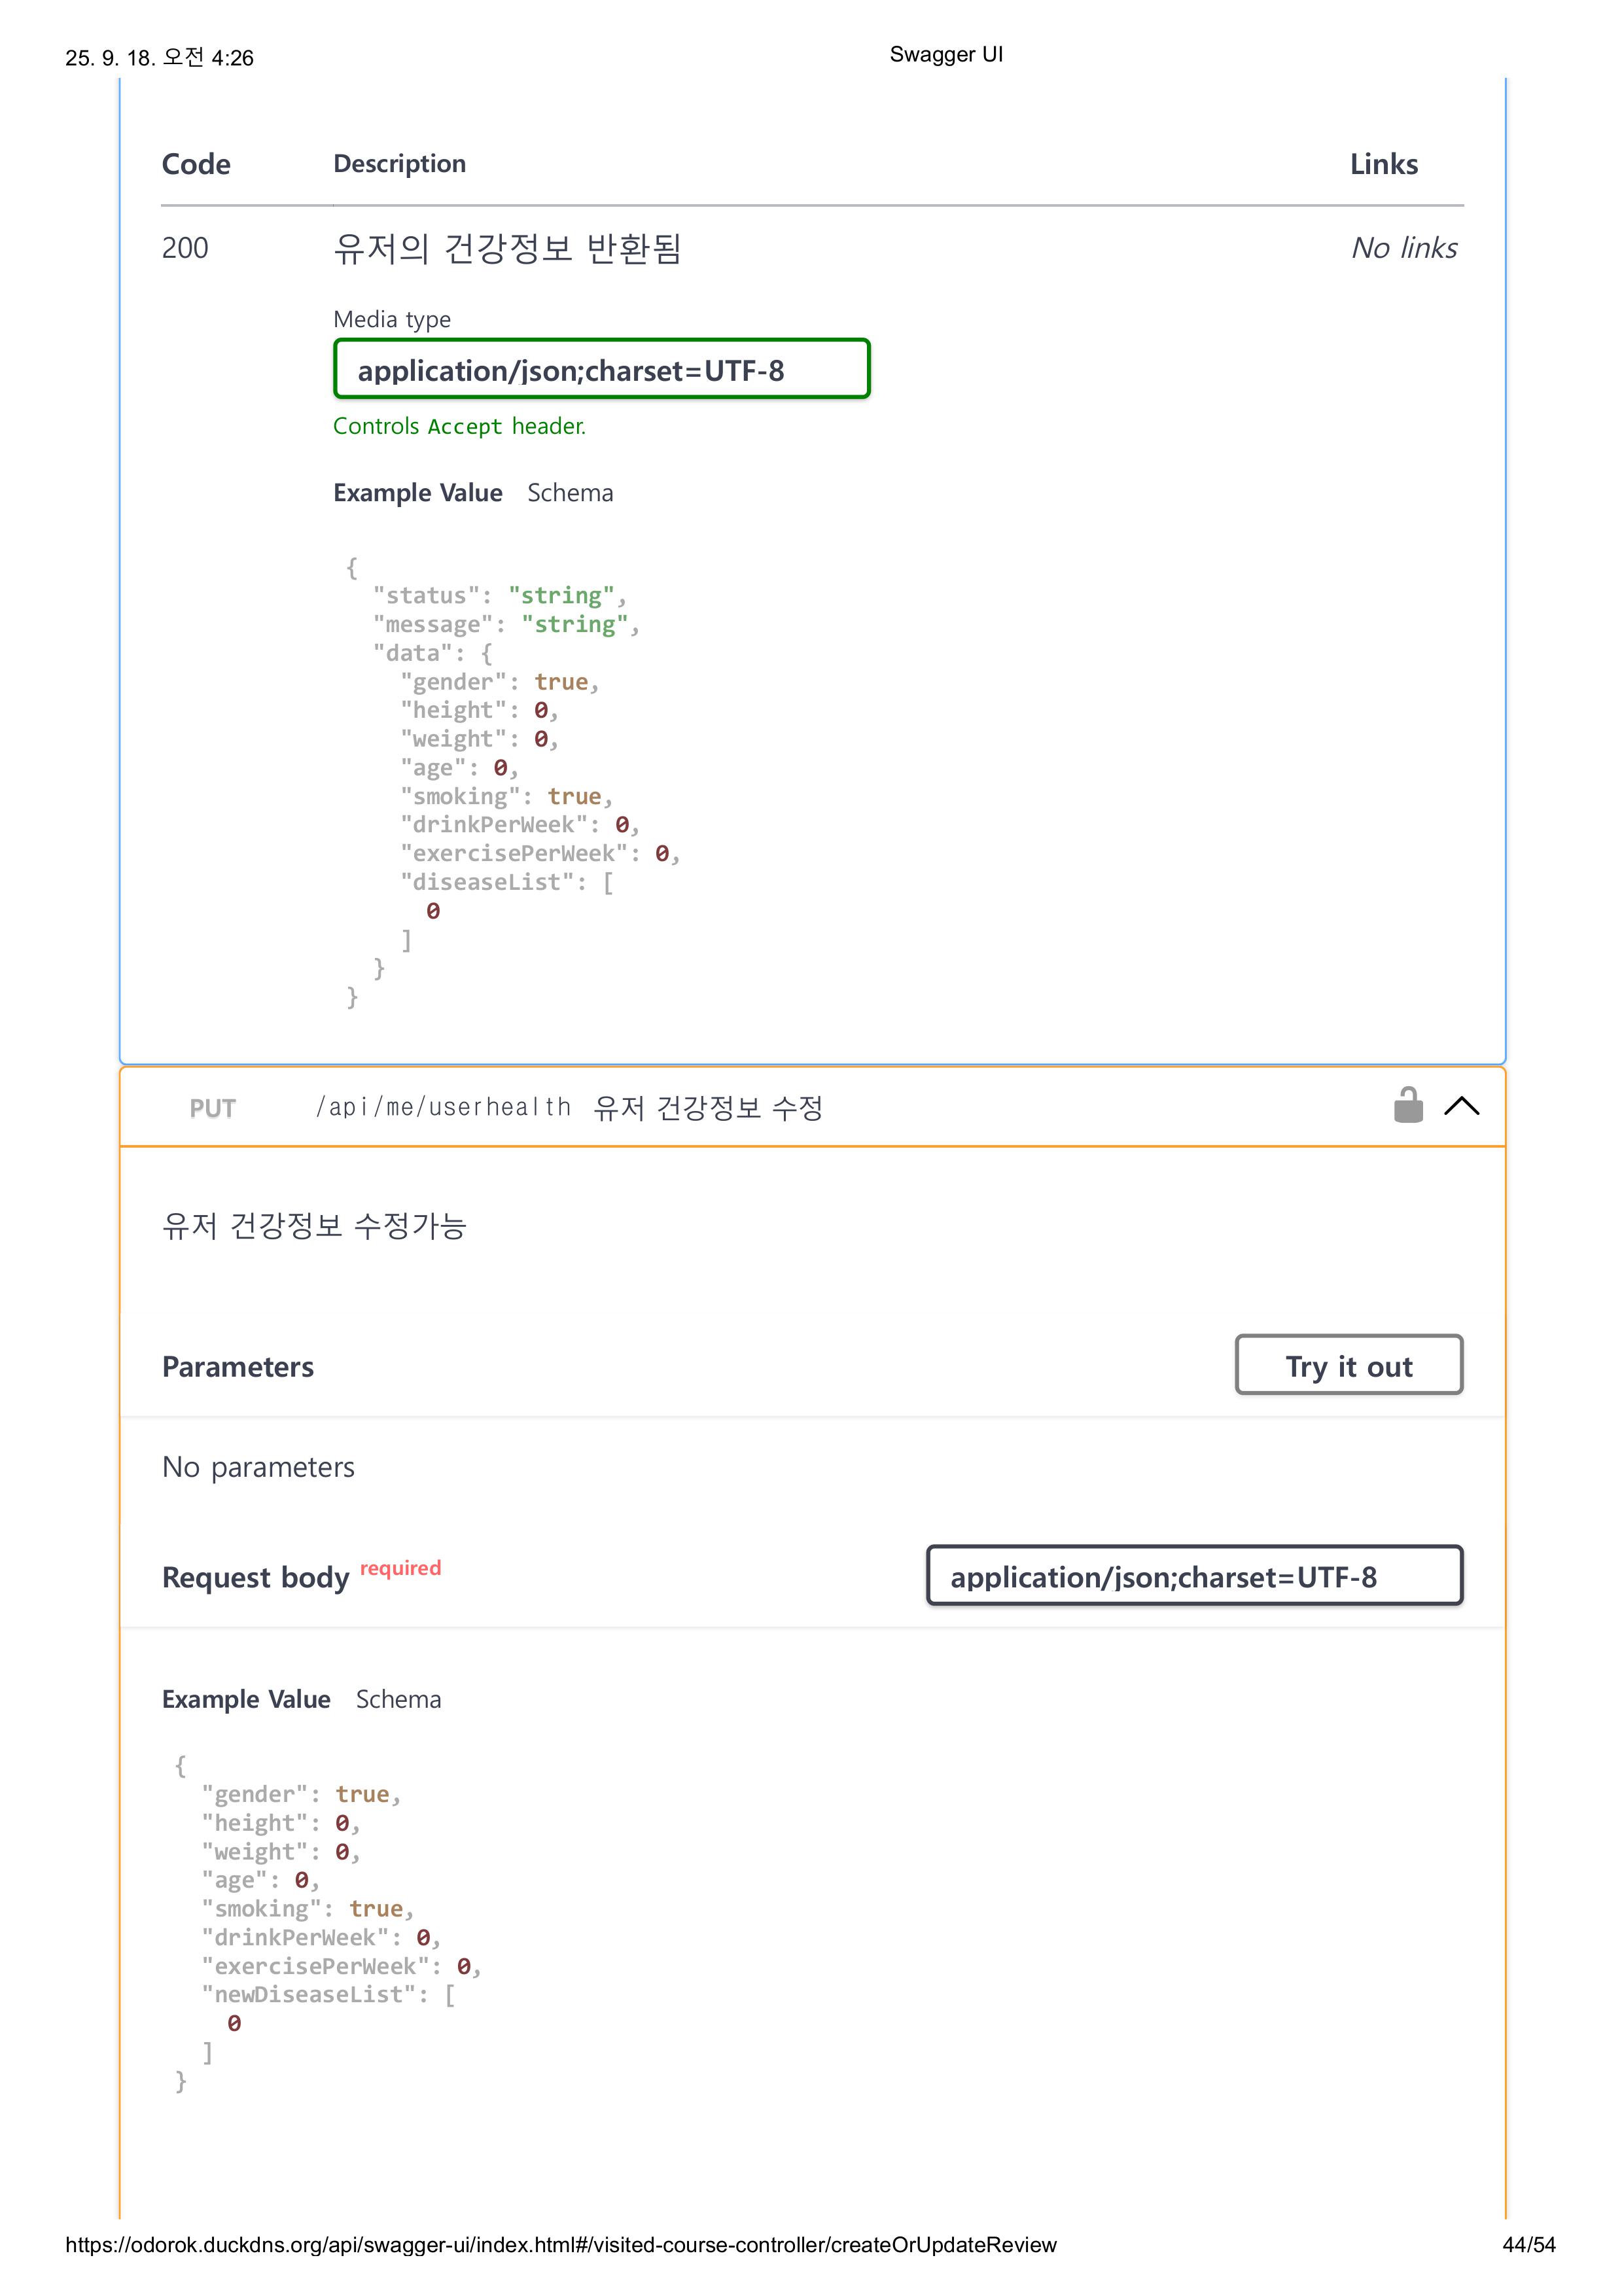 25. 9. 18. 오전 4:26 Swagger UI
Code Description Links
200 유저의 건강정보 반환됨 No links
Media type
application/json;charset=UTF-8
Controls Accept header.
Example Value Schema
{
  "status": "string",
  "message": "string",
  "data": {
    "gender": true,
    "height": 0,
    "weight": 0,
    "age": 0,
    "smoking": true,
    "drinkPerWeek": 0,
    "exercisePerWeek": 0,
    "diseaseList": [
      0
    ]
  }
}
PUT /api/me/userhealth 유저 건강정보 수정
유저 건강정보 수정가능
Parameters Try it out
No parameters
Request body required application/json;charset=UTF-8
Example Value Schema
{
  "gender": true,
  "height": 0,
  "weight": 0,
  "age": 0,
  "smoking": true,
  "drinkPerWeek": 0,
  "exercisePerWeek": 0,
  "newDiseaseList": [
    0
  ]
}
https://odorok.duckdns.org/api/swagger-ui/index.html#/visited-course-controller/createOrUpdateReview 44/54